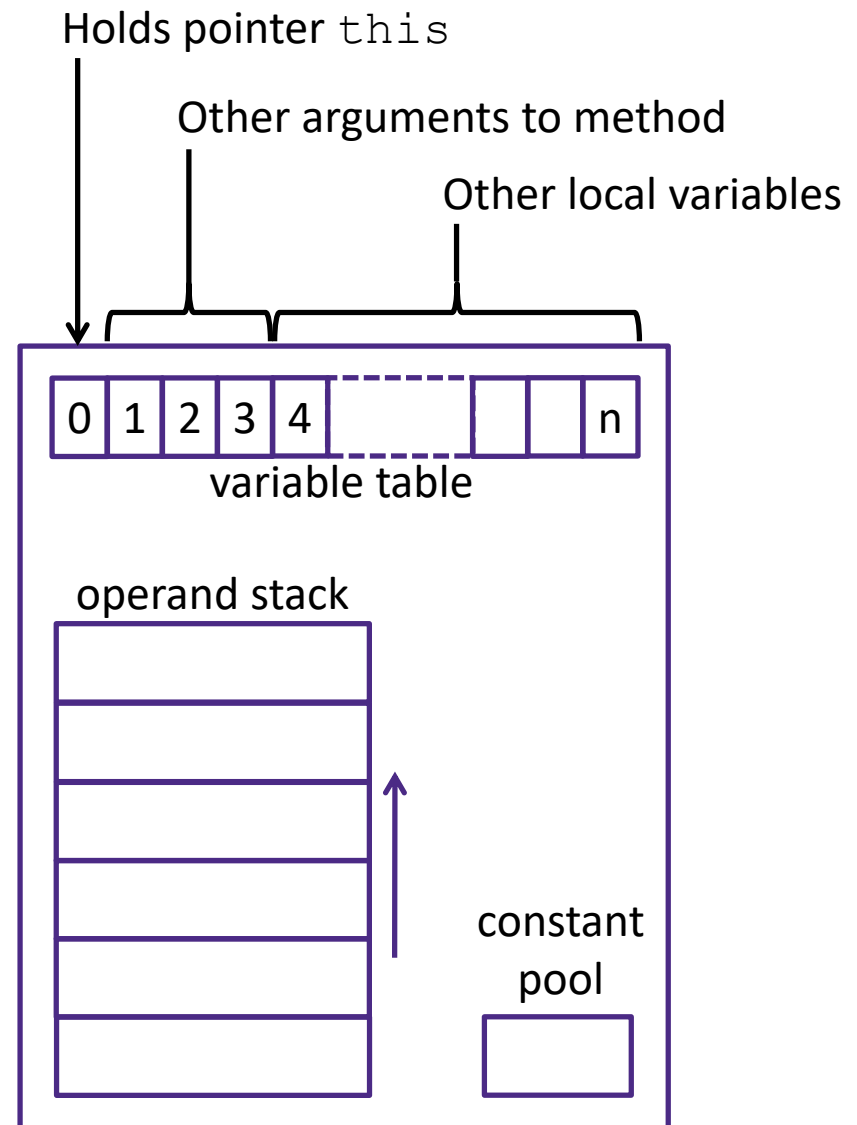 Holds pointer this
Other arguments to method
Other local variables
0 1 2 3 4 n
variable table
operand stack
constant
pool